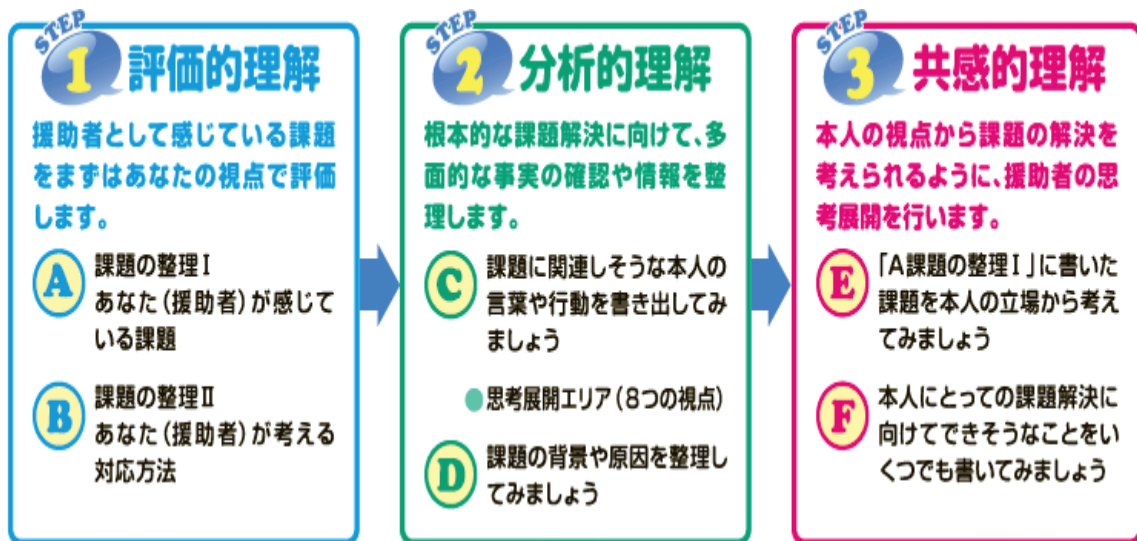 STEP
1 評価的理解
援助者として感じている課題
をまずはあなたの視点で評価
します。
A
課題の整理Ⅰ
あなた(援助者)が感じて
いる課題
B
課題の整理Ⅱ
あなた(援助者)が考える
対応方法
STEP
2 分析的理解
根本的な課題解決に向けて、多
面的な事実の確認や情報を整
理します。
C
課題に関連しそうな本人の
言葉や行動を書き出してみ
ましょう
●思考展開エリア(8つの視点)
D
課題の背景や原因を整理し
てみましょう
STEP
3 共感的理解
本人の視点から課題の解決を
考えられるように、援助者の思
考展開を行います。
E
「A課題の整理Ⅰ」に書いた
課題を本人の立場から考え
てみましょう
F
本人にとっての課題解決に
向けてできそうなことをい
くつでも書いてみましょう